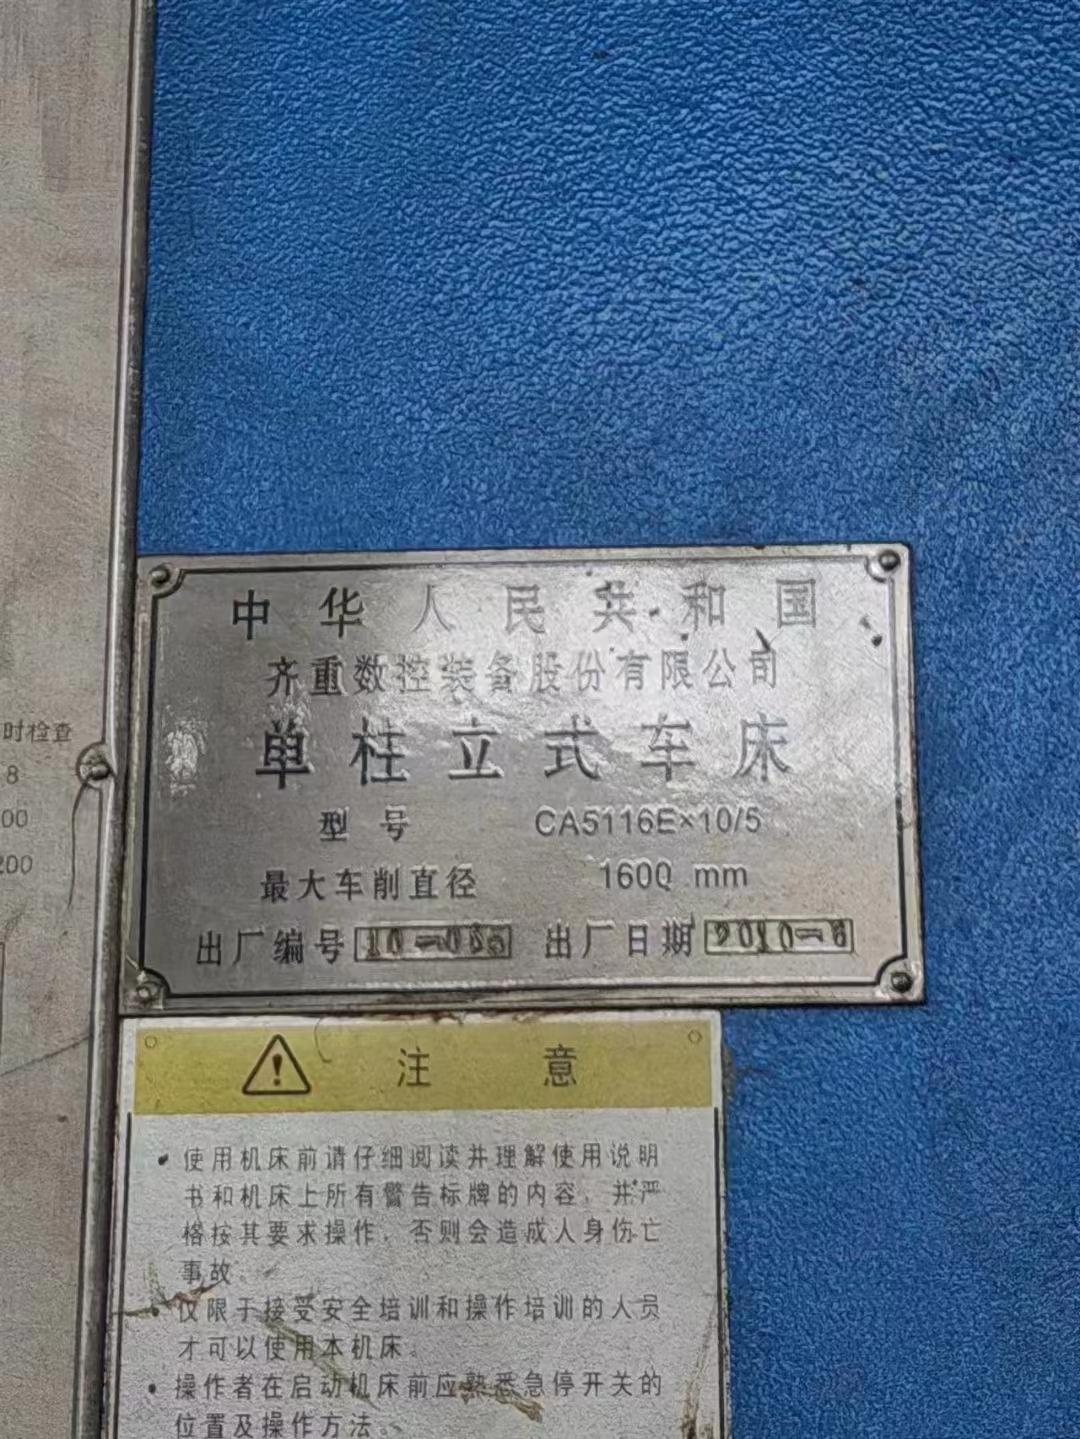 时检查
8
00
200
中华人民共和国
齐重数控装备股份有限公司
单柱立式车床
型号 CA5116E×10/5
最大车削直径 1600 mm
出厂编号 出厂日期 2010-6
注意
使用机床前请仔细阅读并理解使用说明
书和机床上所有警告标牌的内容，并严
格按其要求操作，否则会造成人身伤亡
事故。
仅限于接受安全培训和操作培训的人员
才可以使用本机床。
操作者在启动机床前应熟悉急停开关的
位置及操作方法。